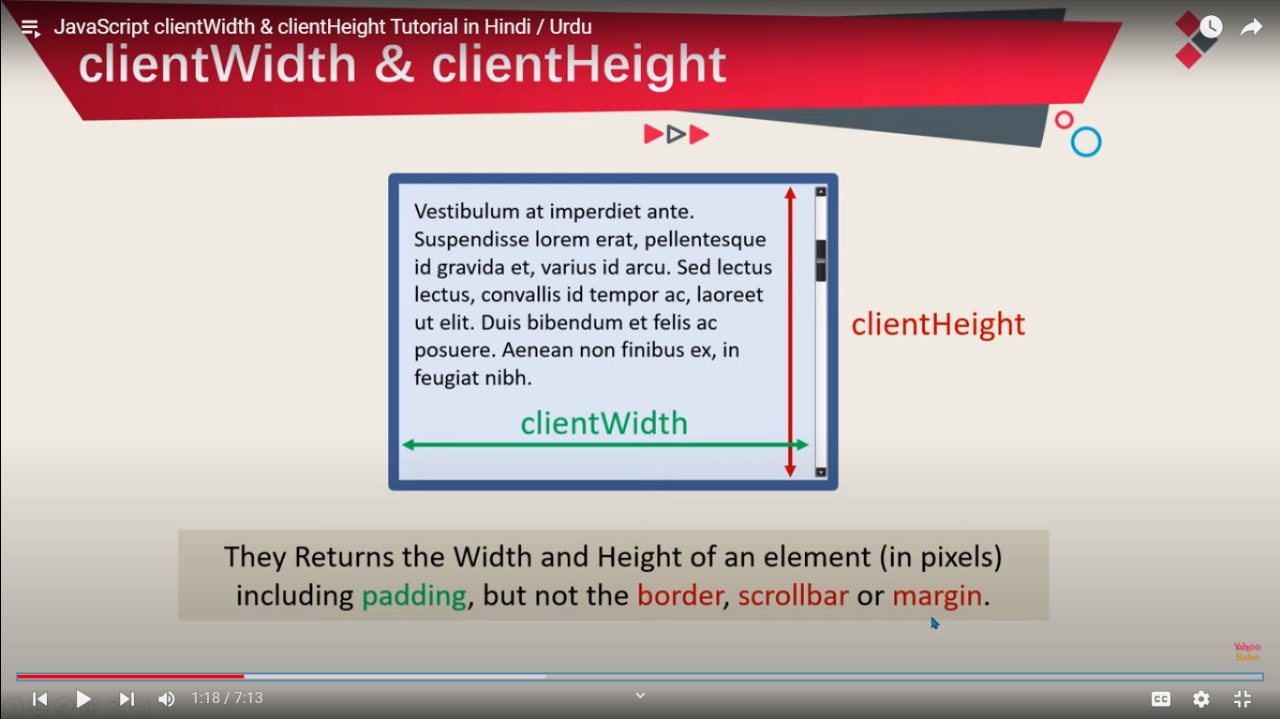 JavaScript clientWidth & clientHeight Tutorial in Hindi / Urdu
clientWidth & clientHeight
Vestibulum at imperdiet ante.
Suspendisse lorem erat, pellentesque
id gravida et, varius id arcu. Sed lectus
lectus, convallis id tempor ac, laoreet
ut elit. Duis bibendum et felis ac
posuere. Aenean non finibus ex, in
feugiat nibh.
clientHeight
clientWidth
They Returns the Width and Height of an element (in pixels)
including padding, but not the border, scrollbar or margin.
Yahoo
Baba
1:18 / 7:13
CC